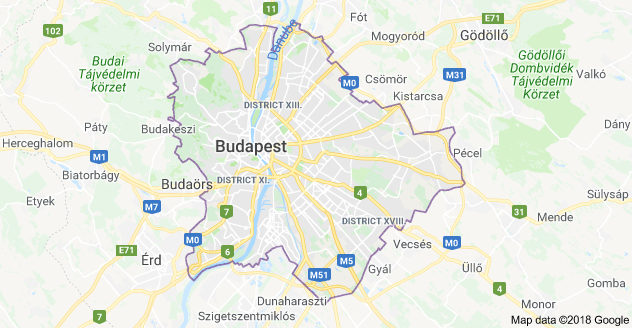 11
Fót
E71
Gödöllő
102
Solymár
Danube
Mogyoród
Budai
Tájvédelmi
körzet
M0
Csömör
M31
Gödöllői
Dombvidék
Tájvédelmi
Körzet
Valkó
Kistarcsa
DISTRICT XIII.
Páty
Budakeszi
Dány
Herceghalom
M1
Budapest
Pécel
Biatorbágy
Budaörs
DISTRICT XI.
4
Sülysáp
Etyek
M7
7
DISTRICT XVIII
31
Mende
E71
M0
6
Vecsés
M0
Érd
M5
Gyál
Üllő
M51
Gomba
Dunaharaszti
Monor
Szigetszentmiklós
Map data ©2018 Google